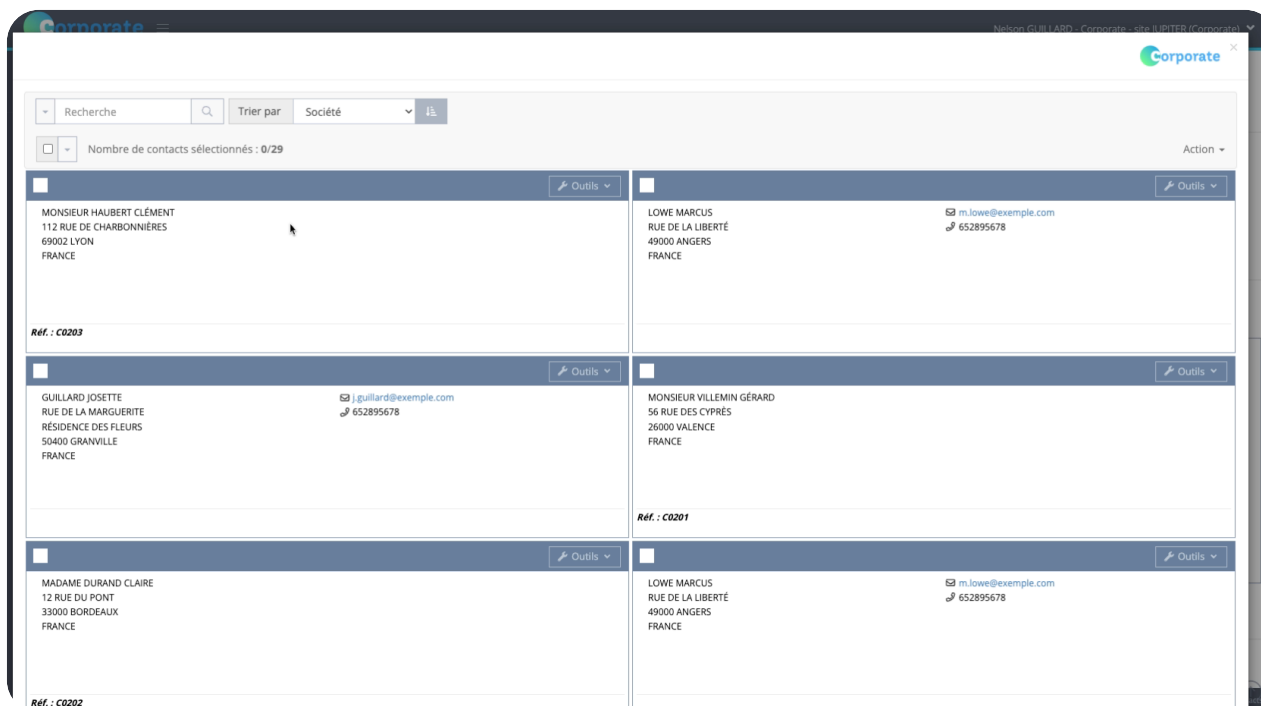 Corporate
Nelson GUILLARD - Corporate - site JUPITER (Corporate)
Corporate
Recherche
Trier par
Société
Nombre de contacts sélectionnés : 0/29
Action
Outils
Outils
MONSIEUR HAUBERT CLÉMENT
112 RUE DE CHARBONNIÈRES
69002 LYON
FRANCE
Réf. : C0203
LOWE MARCUS
RUE DE LA LIBERTÉ
49000 ANGERS
FRANCE
m.lowe@exemple.com
652895678
Outils
Outils
GUILLARD JOSETTE
RUE DE LA MARGUERITE
RÉSIDENCE DES FLEURS
50400 GRANVILLE
FRANCE
j.guillard@exemple.com
652895678
MONSIEUR VILLEMIN GÉRARD
56 RUE DES CYPRÈS
26000 VALENCE
FRANCE
Réf. : C0201
Outils
Outils
MADAME DURAND CLAIRE
12 RUE DU PONT
33000 BORDEAUX
FRANCE
Réf. : C0202
LOWE MARCUS
RUE DE LA LIBERTÉ
49000 ANGERS
FRANCE
m.lowe@exemple.com
652895678